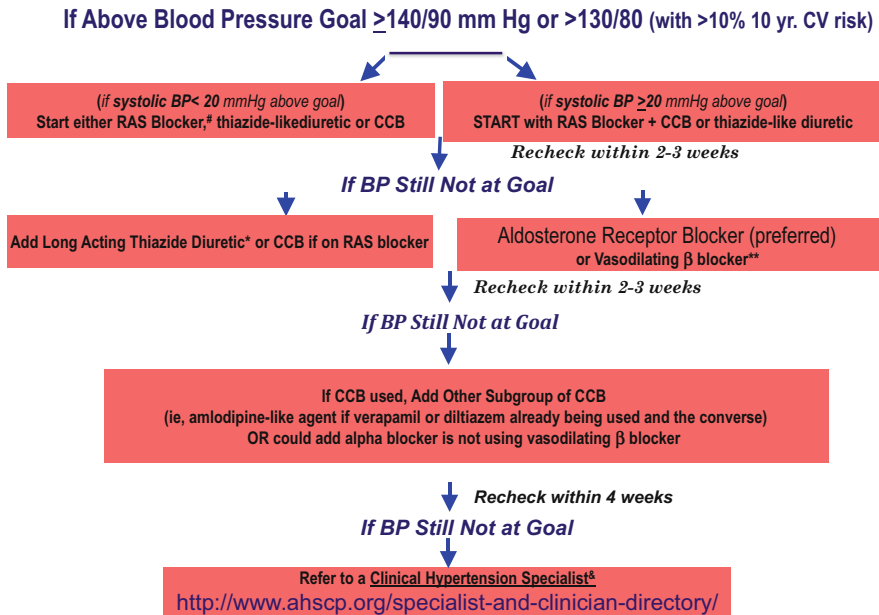 If Above Blood Pressure Goal ≥140/90 mm Hg or >130/80 (with >10% 10 yr. CV risk)
(if systolic BP< 20 mmHg above goal)
Start either RAS Blocker,# thiazide-likediuretic or CCB
(if systolic BP ≥20 mmHg above goal)
START with RAS Blocker + CCB or thiazide-like diuretic
Recheck within 2-3 weeks
If BP Still Not at Goal
Add Long Acting Thiazide Diuretic* or CCB if on RAS blocker
Aldosterone Receptor Blocker (preferred)
or Vasodilating β blocker**
Recheck within 2-3 weeks
If BP Still Not at Goal
If CCB used, Add Other Subgroup of CCB
(ie, amlodipine-like agent if verapamil or diltiazem already being used and the converse)
OR could add alpha blocker is not using vasodilating β blocker
Recheck within 4 weeks
If BP Still Not at Goal
Refer to a Clinical Hypertension Specialist&
http://www.ahscp.org/specialist-and-clinician-directory/